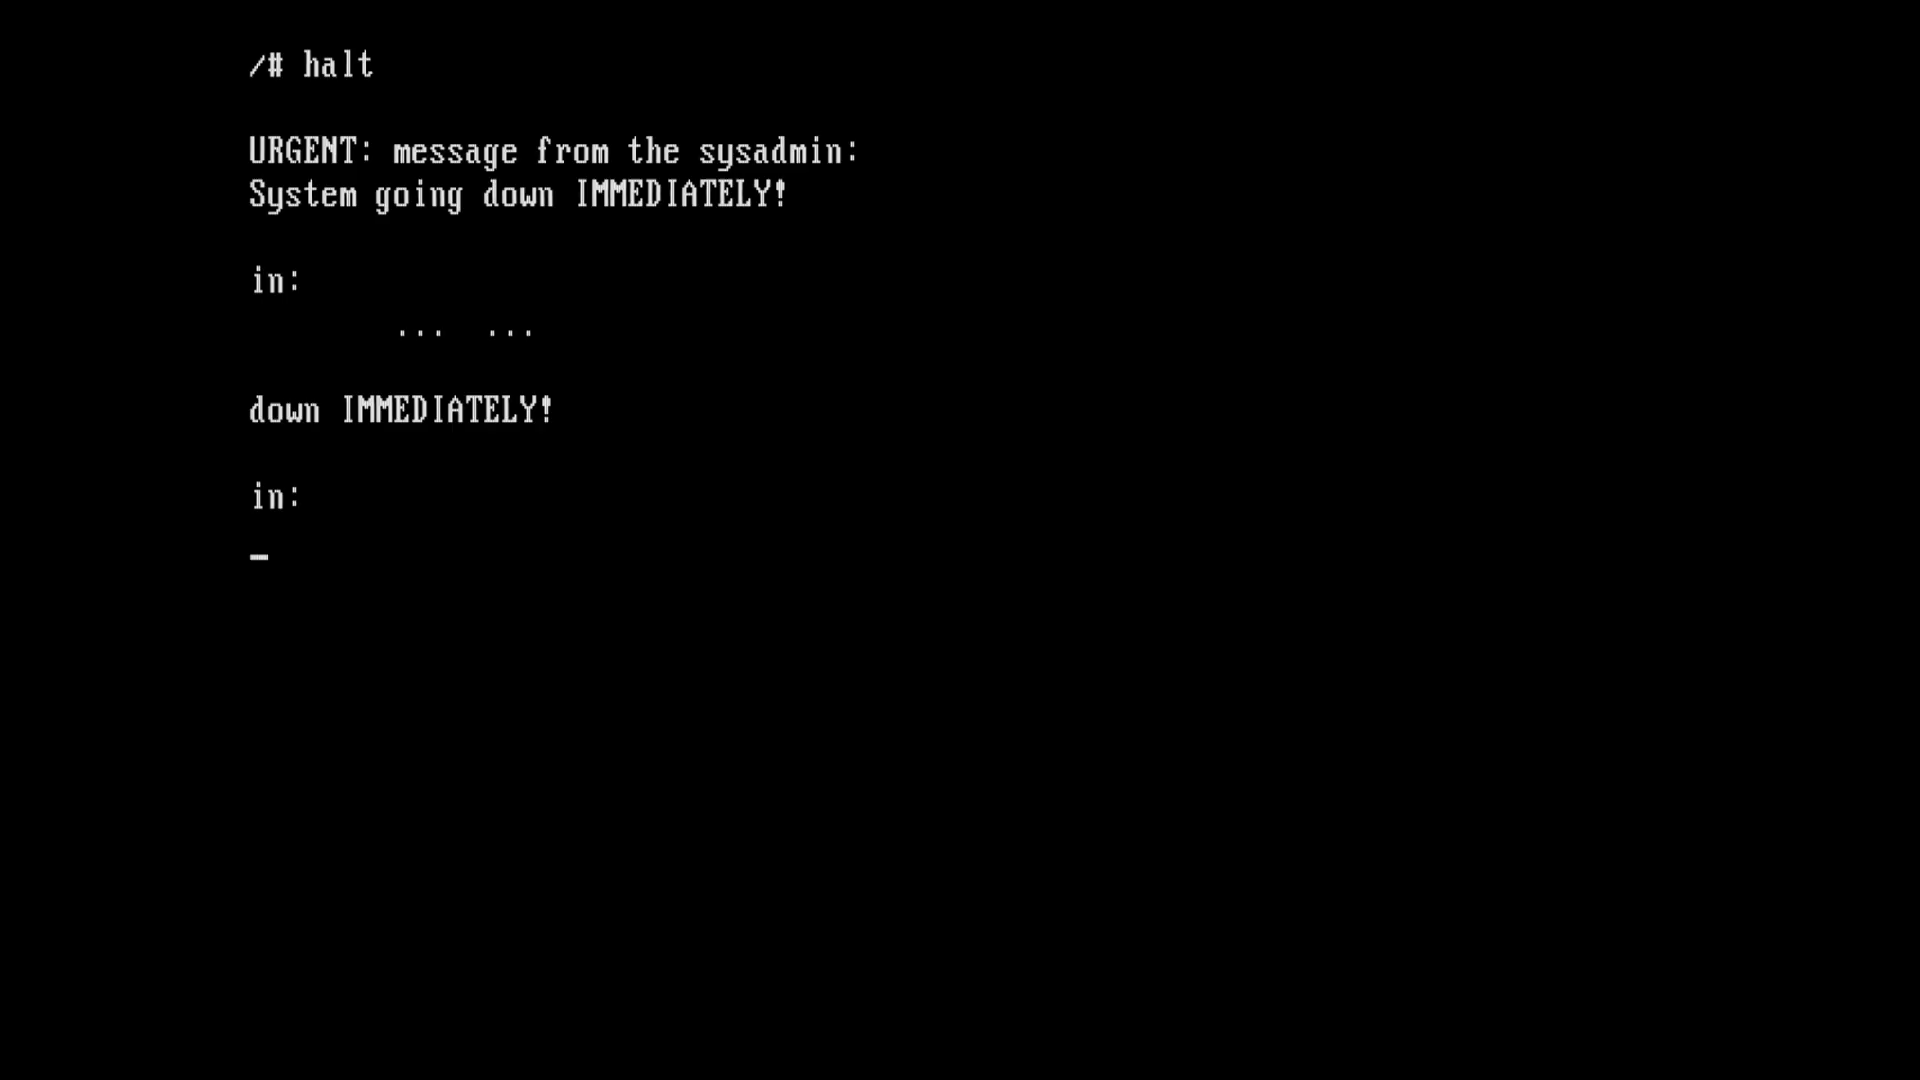 /# halt
URGENT: message from the sysadmin:
System going down IMMEDIATELY!
in:
... ...
down IMMEDIATELY!
in: